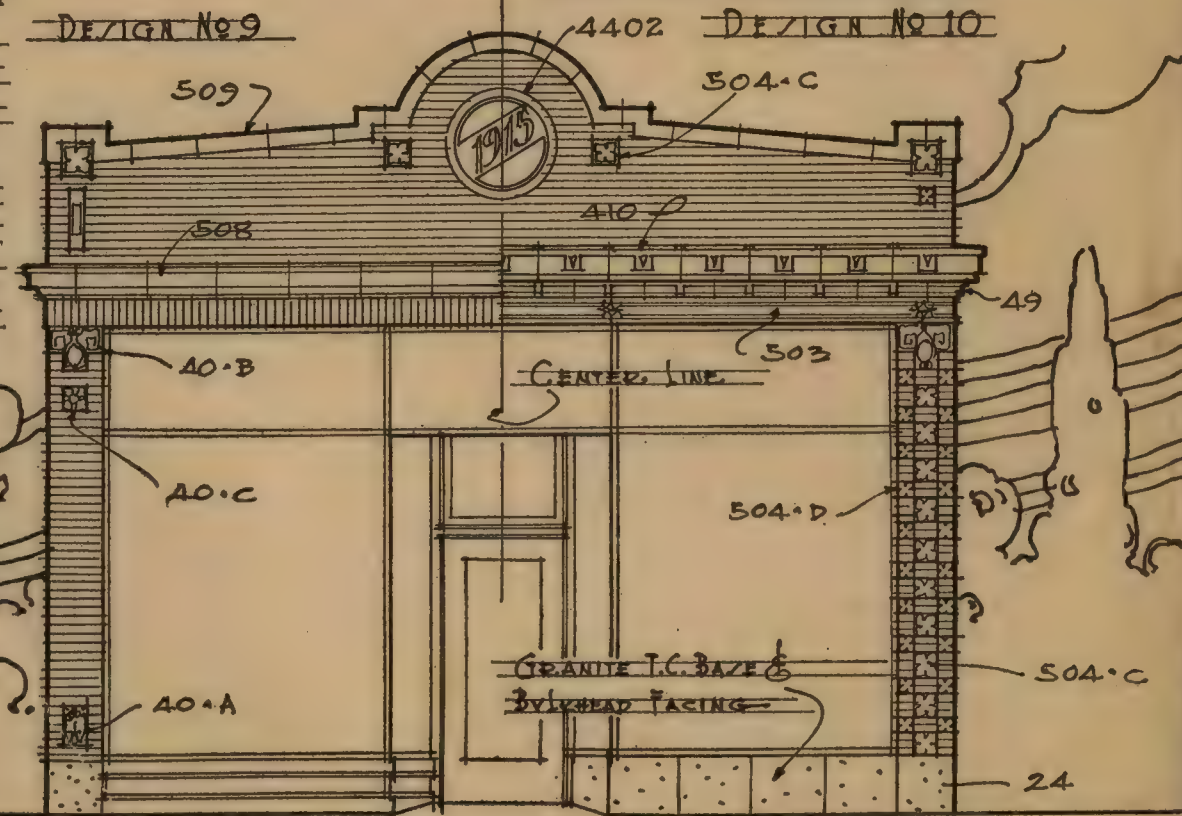 DESIGN No 9
DESIGN No 10
4402
509
504·C
1915
410
508
49
503
40·B
CENTER LINE
40·C
504·D
GRANITE T.C. BASE &
BULKHEAD FACING
504·C
40·A
24